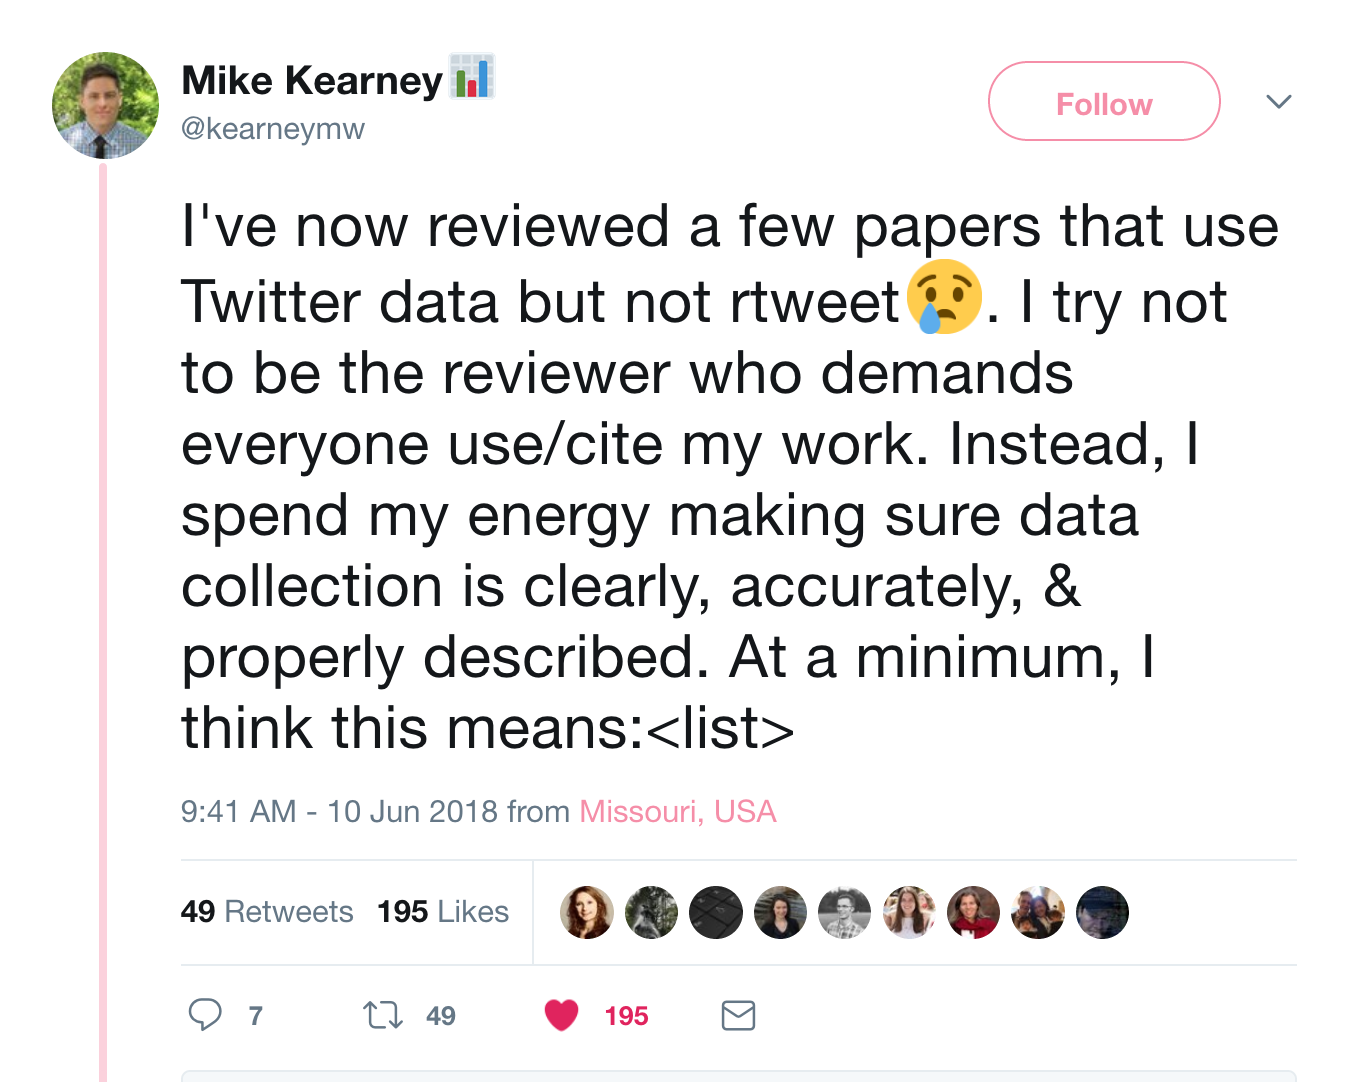 Mike Kearney📊
@kearneymw
Follow
I've now reviewed a few papers that use
Twitter data but not rtweet😢. I try not
to be the reviewer who demands
everyone use/cite my work. Instead, I
spend my energy making sure data
collection is clearly, accurately, &
properly described. At a minimum, I
think this means:<list>
9:41 AM - 10 Jun 2018 from Missouri, USA
49 Retweets 195 Likes
7 49 195